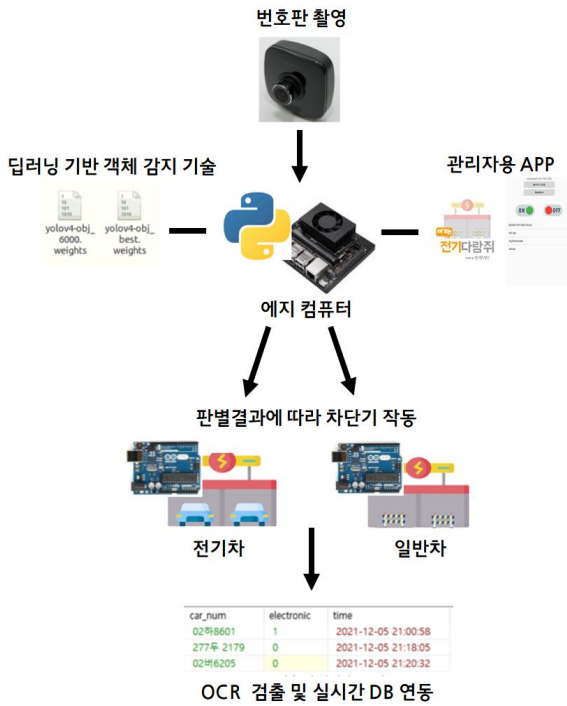 번호판 촬영
딥러닝 기반 객체 감지 기술
관리자용 APP
yolov4-obj_
6000.
weights
yolov4-obj_
best.
weights
ON
OFF
전기다람쥐
에지 컴퓨터
판별결과에 따라 차단기 작동
전기차
일반차
car_num electronic time
02하8601 1 2021-12-05 21:00:58
277두 2179 0 2021-12-05 21:18:05
02버6205 0 2021-12-05 21:20:32
OCR 검출 및 실시간 DB 연동